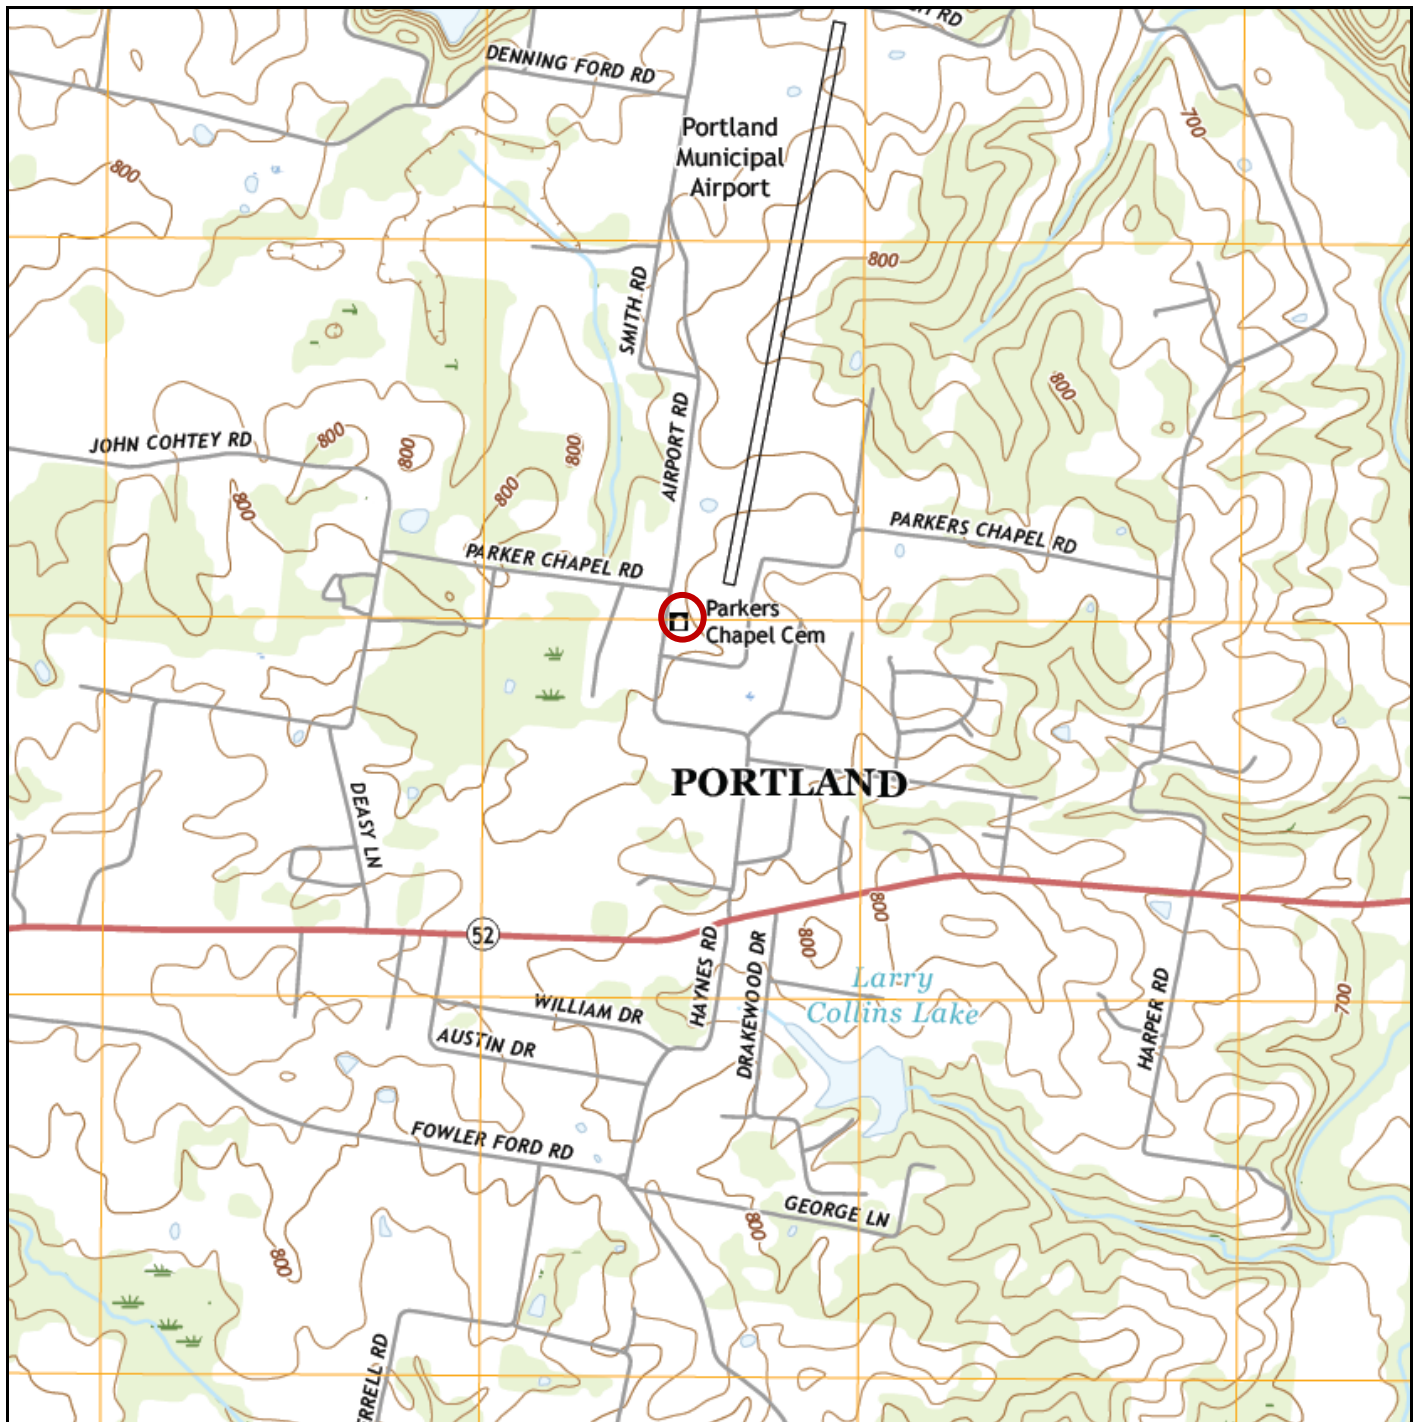 DENNING FORD RD
RD
Portland
Municipal
Airport
700
800
800
SMITH RD
800
AIRPORT RD
JOHN COHTEY RD
800
800
800
800
800
PARKERS CHAPEL RD
PARKER CHAPEL RD
Parkers
Chapel Cem
PORTLAND
DEASY LN
52
800
800
HAYNES RD
DRAKEWOOD DR
Larry
Collins Lake
HARPER RD
700
WILLIAM DR
AUSTIN DR
FOWLER FORD RD
GEORGE LN
800
800
ERRELL RD